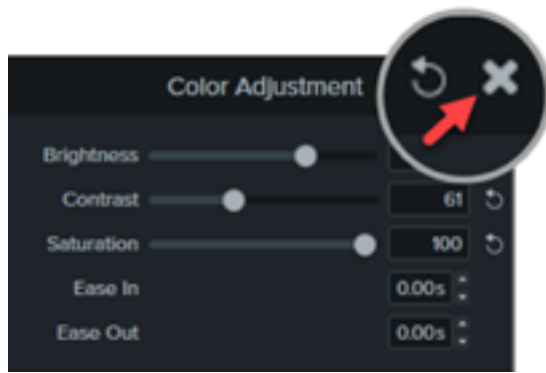 Color Adjustment
Brightness
Contrast 61
Saturation 100
Ease In 0.00s
Ease Out 0.00s